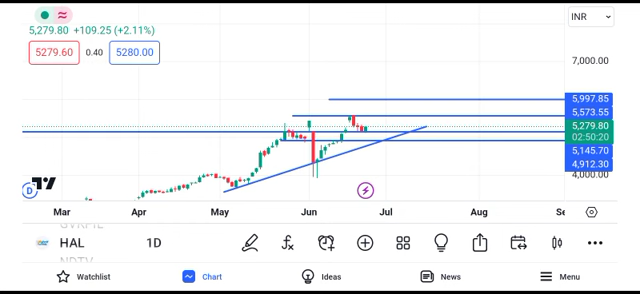 INR
5,279.80 +109.25 (+2.11%)
5279.60 0.40 5280.00
7,000.00
5,997.85
5,573.55
5,279.80
02:50:20
5,145.70
4,912.30
4,000.00
D
Mar Apr May Jun Jul Aug Se
HAL 1D
NDTV
Watchlist Chart Ideas News Menu